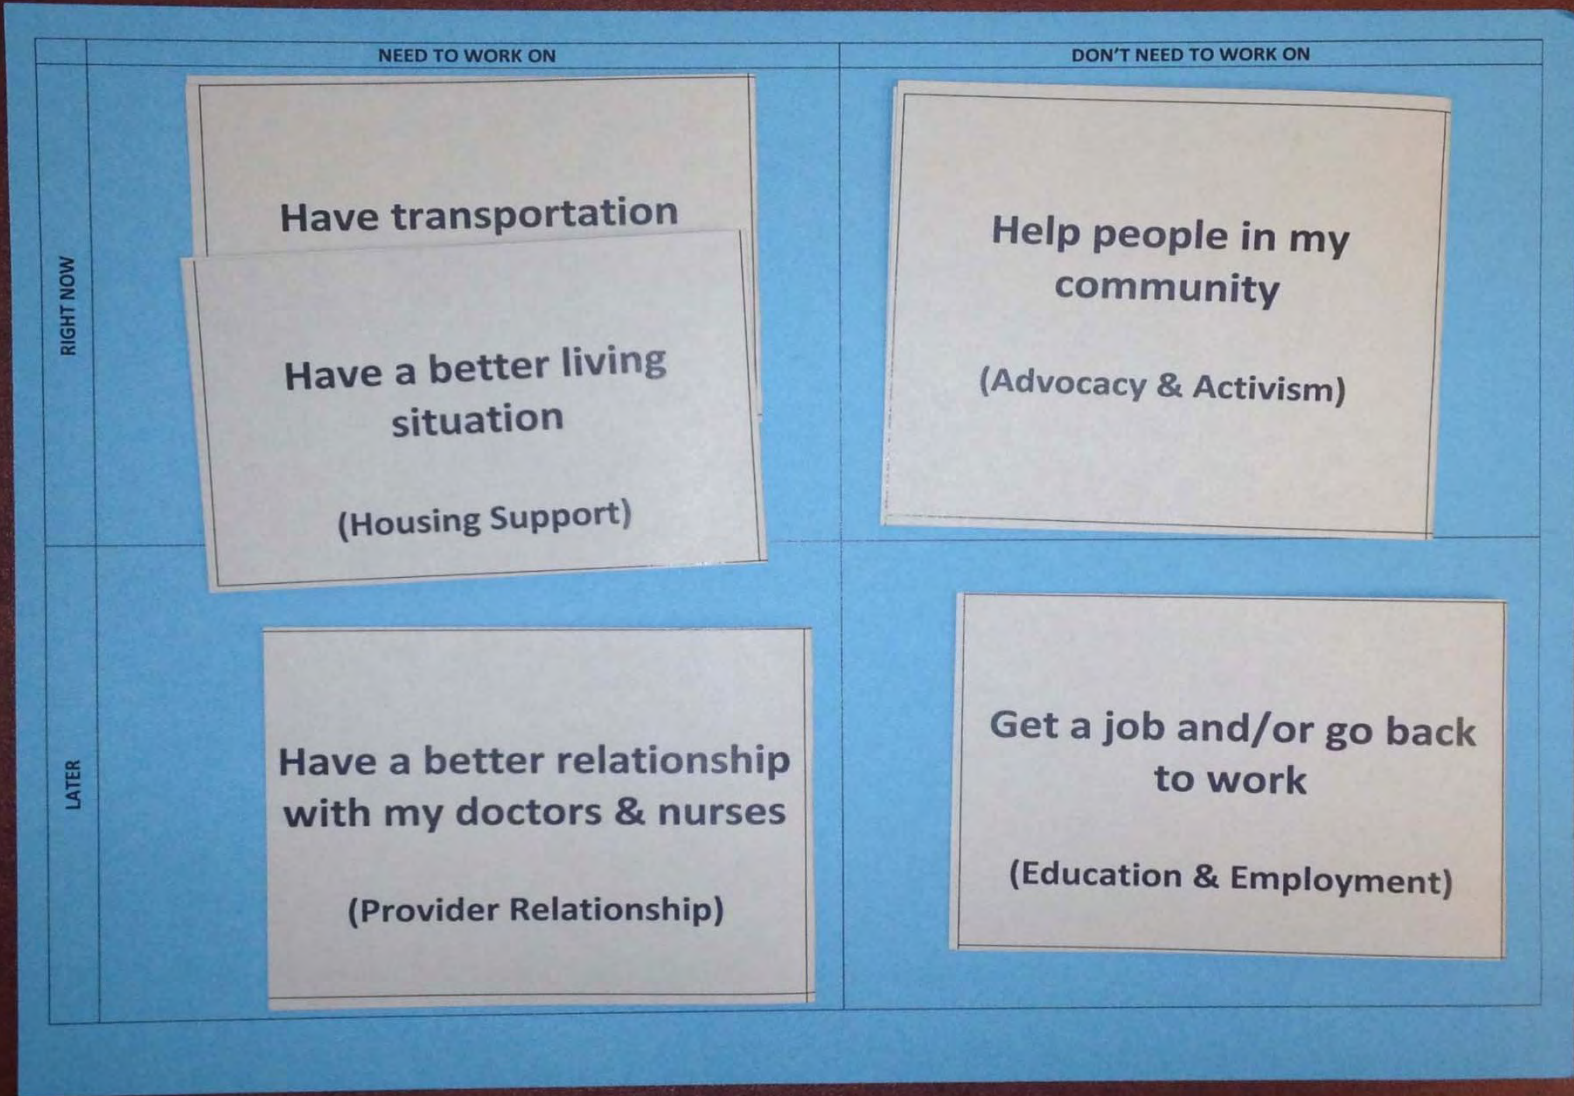 NEED TO WORK ON
DON'T NEED TO WORK ON
RIGHT NOW
Have transportation
Have a better living
situation
(Housing Support)
Help people in my
community
(Advocacy & Activism)
LATER
Have a better relationship
with my doctors & nurses
(Provider Relationship)
Get a job and/or go back
to work
(Education & Employment)